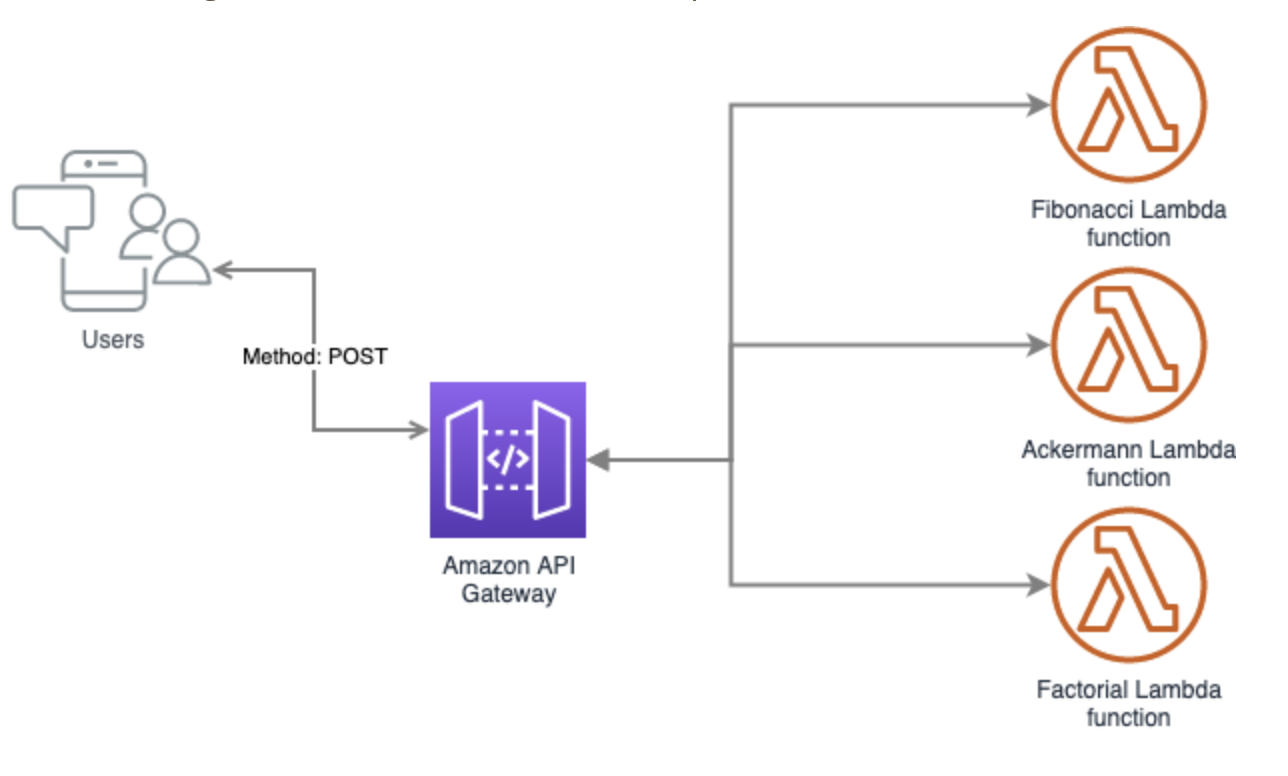 Users
Method: POST
Amazon API
Gateway
</>
Fibonacci Lambda
function
Ackermann Lambda
function
Factorial Lambda
function